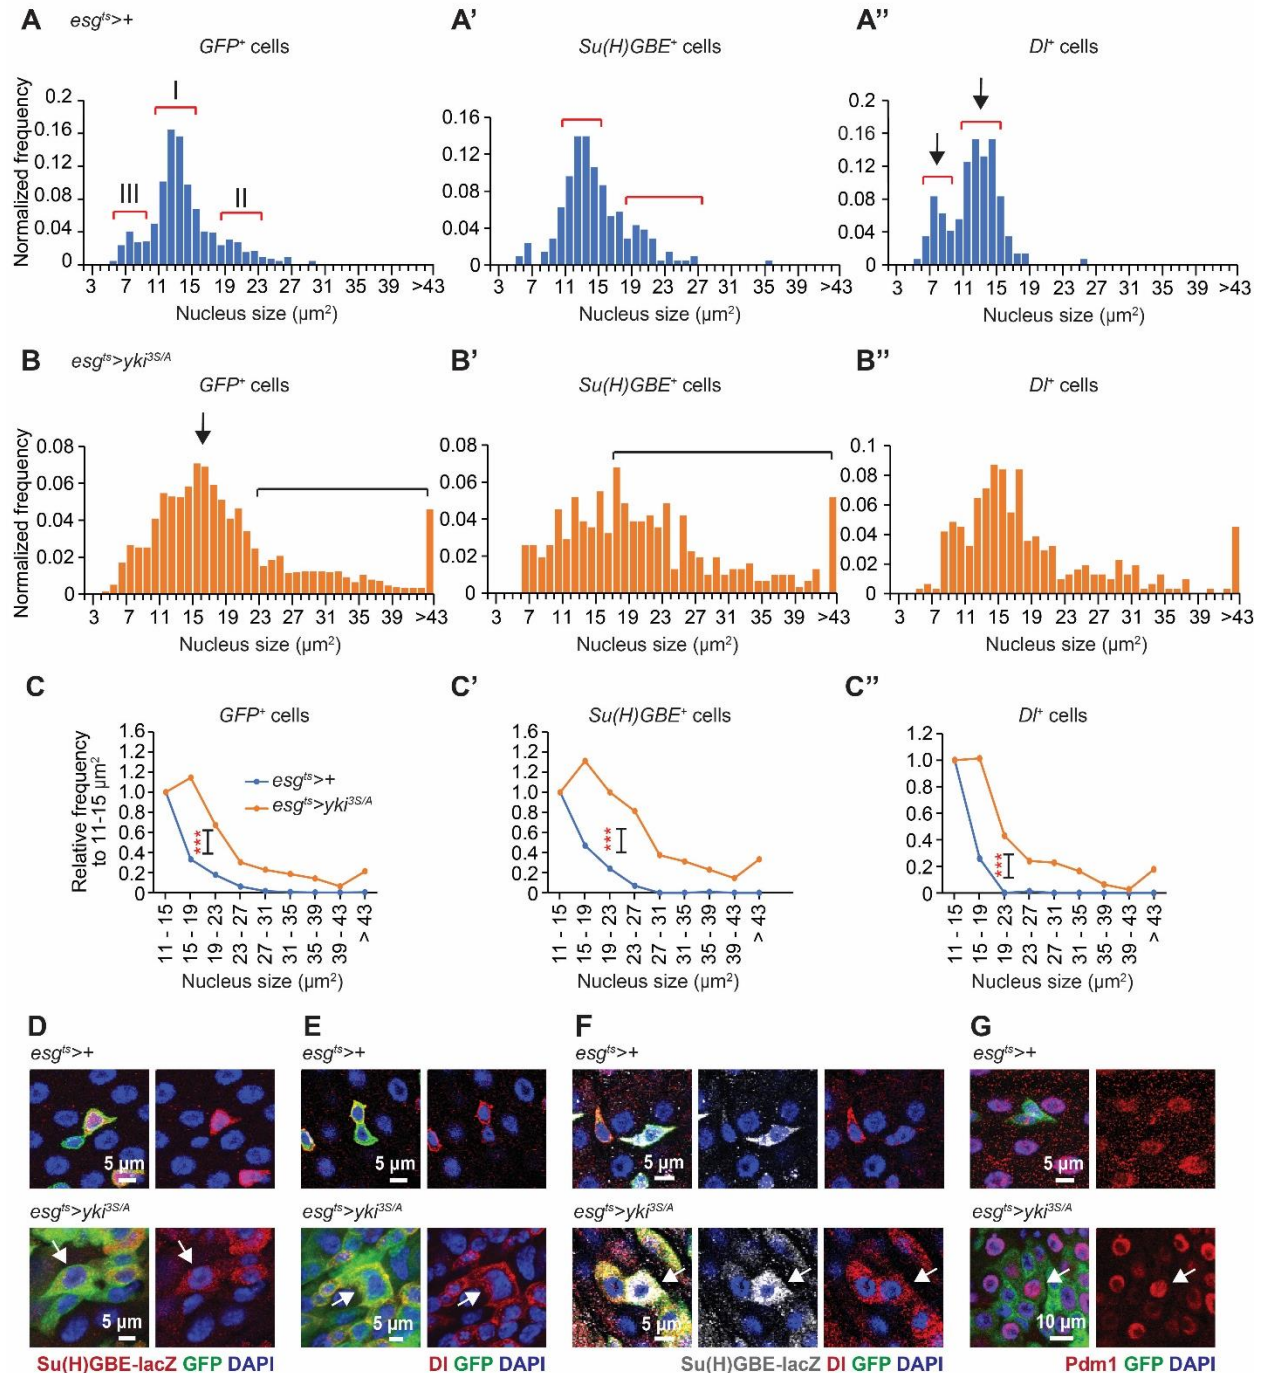 A esg^ts>+ A' A''
GFP⁺ cells Su(H)GBE⁺ cells Dl⁺ cells
Normalized frequency
0.2
0.16
0.12
0.08
0.04
0
I
III
II
3 7 11 15 19 23 27 31 35 39 >43
Nucleus size (µm²)
0.16
0.12
0.08
0.04
0
3 7 11 15 19 23 27 31 35 39 >43
Nucleus size (µm²)
0.2
0.16
0.12
0.08
0.04
0
3 7 11 15 19 23 27 31 35 39 >43
Nucleus size (µm²)
B esg^ts>yki^3S/A B' B''
GFP⁺ cells Su(H)GBE⁺ cells Dl⁺ cells
Normalized frequency
0.08
0.06
0.04
0.02
0
3 7 11 15 19 23 27 31 35 39 >43
Nucleus size (µm²)
0.08
0.06
0.04
0.02
0
3 7 11 15 19 23 27 31 35 39 >43
Nucleus size (µm²)
0.1
0.08
0.06
0.04
0.02
0
3 7 11 15 19 23 27 31 35 39 >43
Nucleus size (µm²)
C C' C''
GFP⁺ cells Su(H)GBE⁺ cells Dl⁺ cells
Relative frequency
to 11-15 µm²
1.6
1.2
1.2
1.0
0.8
0.6
0.4
0.2
0
esg^ts>+
esg^ts>yki^3S/A
***
11 - 15
15 - 19
19 - 23
23 - 27
27 - 31
31 - 35
35 - 39
39 - 43
> 43
Nucleus size (µm²)
1.6
1.4
1.2
1.0
0.8
0.6
0.4
0.2
0
***
11 - 15
15 - 19
19 - 23
23 - 27
27 - 31
31 - 35
35 - 39
39 - 43
> 43
Nucleus size (µm²)
1.2
1.0
0.8
0.6
0.4
0.2
0
***
11 - 15
15 - 19
19 - 23
23 - 27
27 - 31
31 - 35
35 - 39
39 - 43
> 43
Nucleus size (µm²)
D E F G
esg^ts>+ esg^ts>+ esg^ts>+ esg^ts>+
5 µm 5 µm 5 µm 5 µm
esg^ts>yki^3S/A esg^ts>yki^3S/A esg^ts>yki^3S/A esg^ts>yki^3S/A
5 µm 5 µm 5 µm 10 µm
Su(H)GBE-lacZ GFP DAPI Dl GFP DAPI Su(H)GBE-lacZ Dl GFP DAPI Pdm1 GFP DAPI